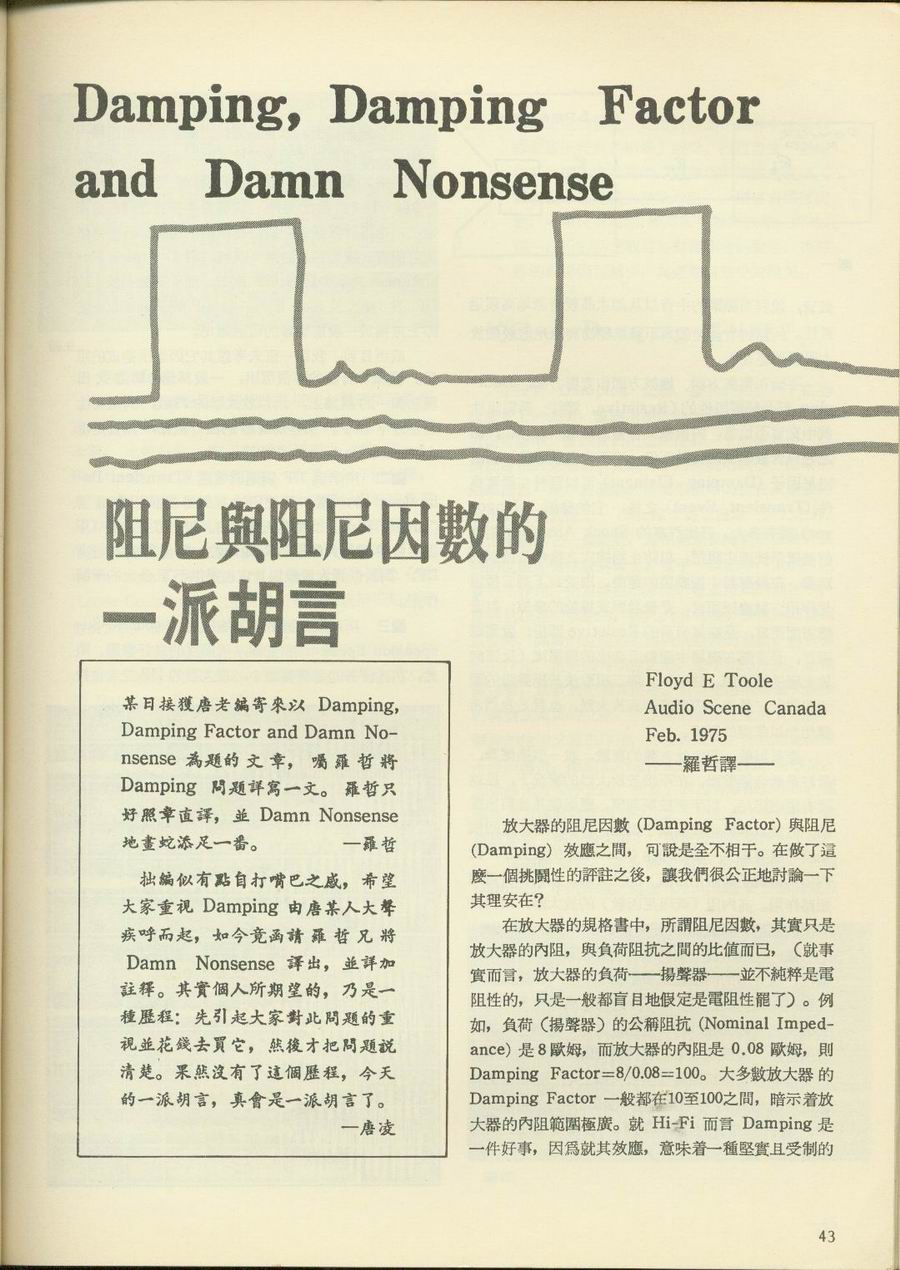 Damping, Damping Factor
and Damn Nonsense
阻尼與阻尼因數的
一派胡言
某日接獲唐老編寄來以 Damping,
Damping Factor and Damn No-
nsense 為題的文章，囑羅哲將
Damping 問題詳寫一文。羅哲只
好照章直譯，並 Damn Nonsense
地畫蛇添足一番。 —羅哲
拙編似有點自打嘴巴之感，希望
大家重視 Damping 由唐某人大聲
疾呼而起，如今竟函請羅哲兄將
Damn Nonsense 譯出，並詳加
註釋。其實個人所期望的，乃是一
種歷程：先引起大家對此問題的重
視並花錢去買它，然後才把問題説
清楚。果然沒有了這個歷程，今天
的一派胡言，真會是一派胡言了。
—唐凌
Floyd E Toole
Audio Scene Canada
Feb. 1975
——羅哲譯——
放大器的阻尼因數 (Damping Factor) 與阻尼
(Damping) 效應之間，可說是全不相干。在做了這
麼一個挑鬭性的評註之後，讓我們很公正地討論一下
其理安在？
在放大器的規格書中，所謂阻尼因數，其實只是
放大器的內阻，與負荷阻抗之間的比值而已，（就事
實而言，放大器的負荷——揚聲器——並不純粹是電
阻性的，只是一般都盲目地假定是電阻性罷了）。例
如，負荷（揚聲器）的公稱阻抗 (Nominal Imped-
ance) 是 8 歐姆，而放大器的內阻是 0.08 歐姆，則
Damping Factor=8/0.08=100。大多數放大器的
Damping Factor 一般都在10至100之間，暗示着放
大器的內阻範圍極廣。就 Hi-Fi 而言 Damping 是
一件好事，因爲就其效應，意味着一種堅實且受制的
43